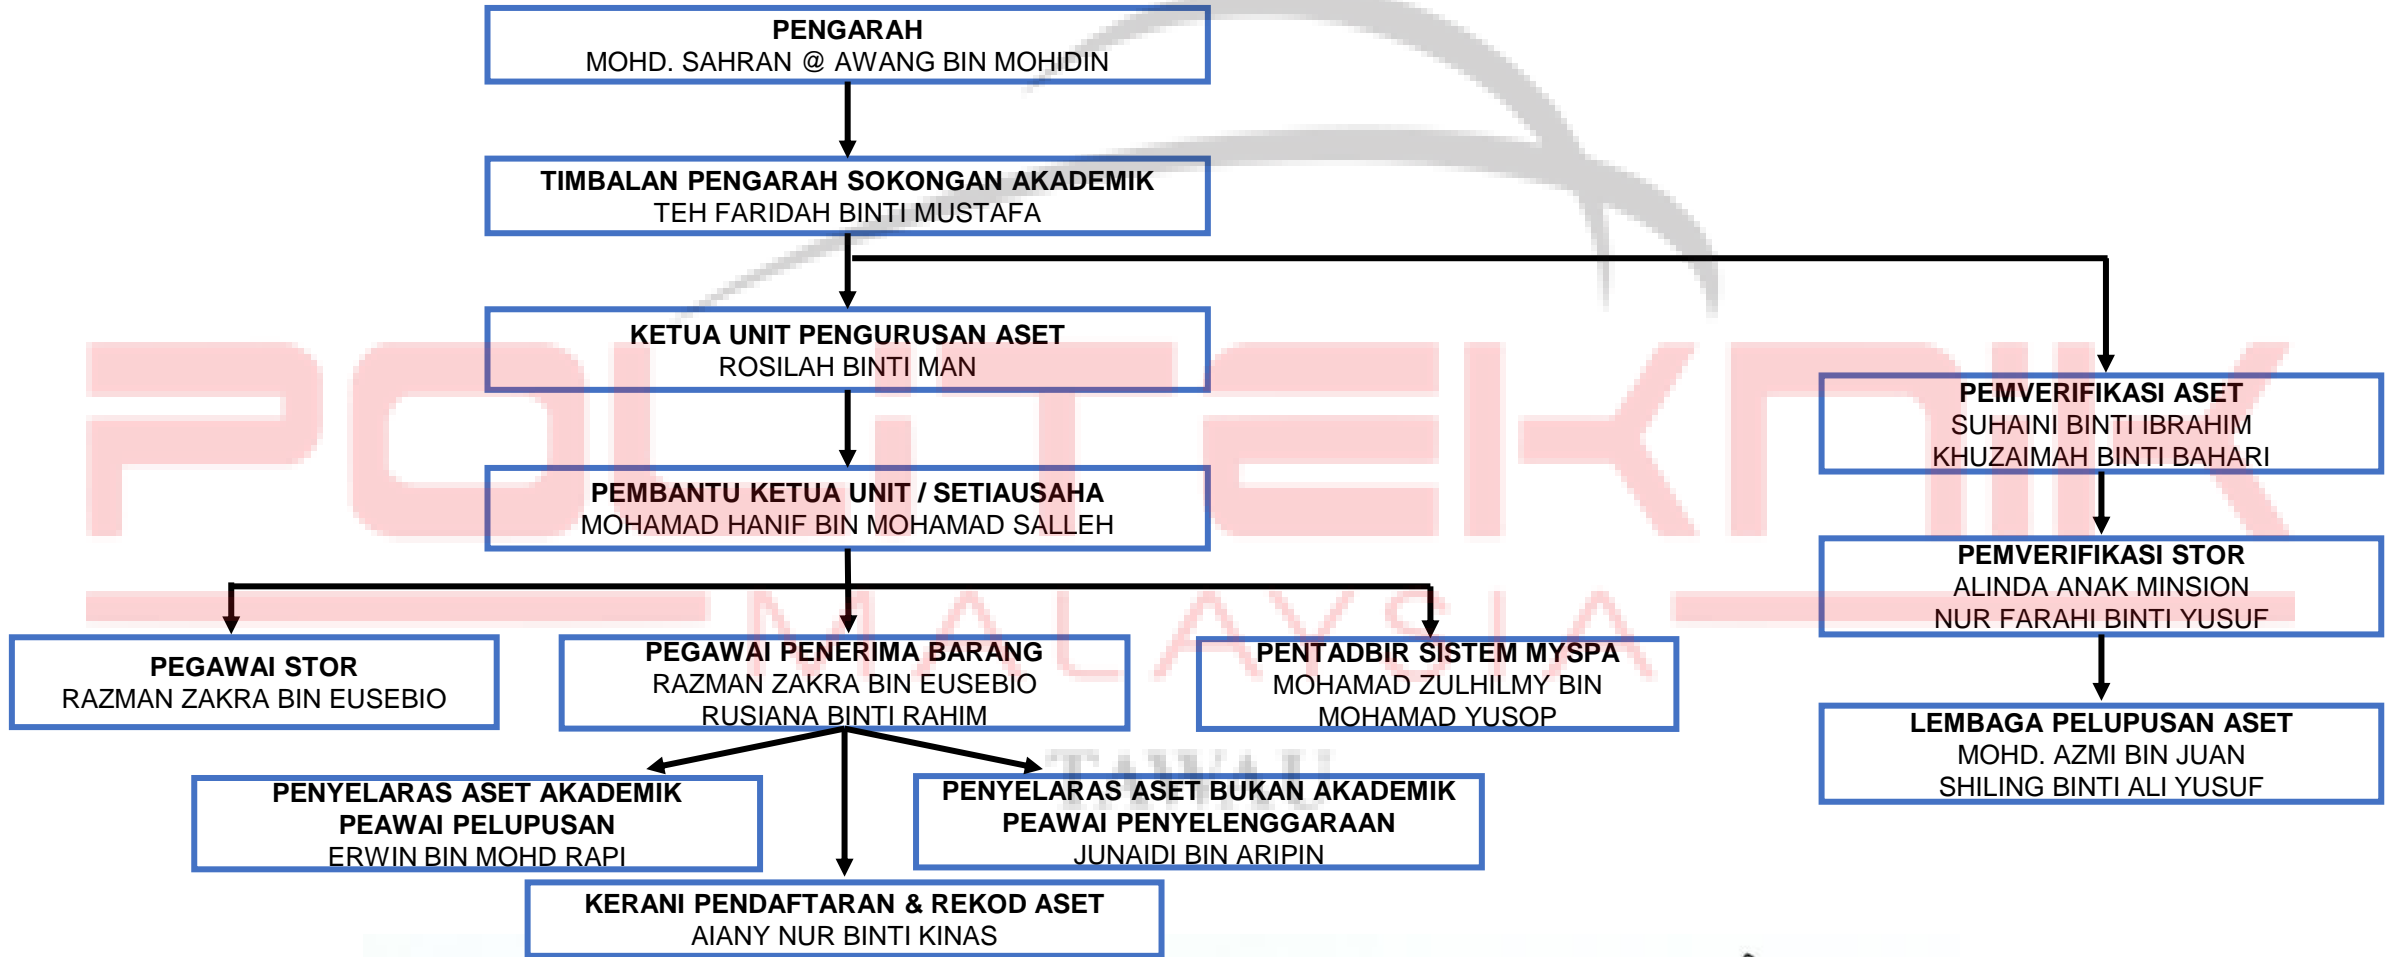 PENGARAH
MOHD. SAHRAN @ AWANG BIN MOHIDIN
TIMBALAN PENGARAH SOKONGAN AKADEMIK
TEH FARIDAH BINTI MUSTAFA
KETUA UNIT PENGURUSAN ASET
ROSILAH BINTI MAN
PEMBANTU KETUA UNIT / SETIAUSAHA
MOHAMAD HANIF BIN MOHAMAD SALLEH
PEMVERIFIKASI ASET
SUHAINI BINTI IBRAHIM
KHUZAIMAH BINTI BAHARI
PEMVERIFIKASI STOR
ALINDA ANAK MINSION
NUR FARAHI BINTI YUSUF
LEMBAGA PELUPUSAN ASET
MOHD. AZMI BIN JUAN
SHILING BINTI ALI YUSUF
PEGAWAI STOR
RAZMAN ZAKRA BIN EUSEBIO
PEGAWAI PENERIMA BARANG
RAZMAN ZAKRA BIN EUSEBIO
RUSIANA BINTI RAHIM
PENTADBIR SISTEM MYSPA
MOHAMAD ZULHILMY BIN
MOHAMAD YUSOP
PENYELARAS ASET AKADEMIK
PEAWAI PELUPUSAN
ERWIN BIN MOHD RAPI
PENYELARAS ASET BUKAN AKADEMIK
PEAWAI PENYELENGGARAAN
JUNAIDI BIN ARIPIN
KERANI PENDAFTARAN & REKOD ASET
AIANY NUR BINTI KINAS
POLITEKNIK
MALAYSIA
TAWAU